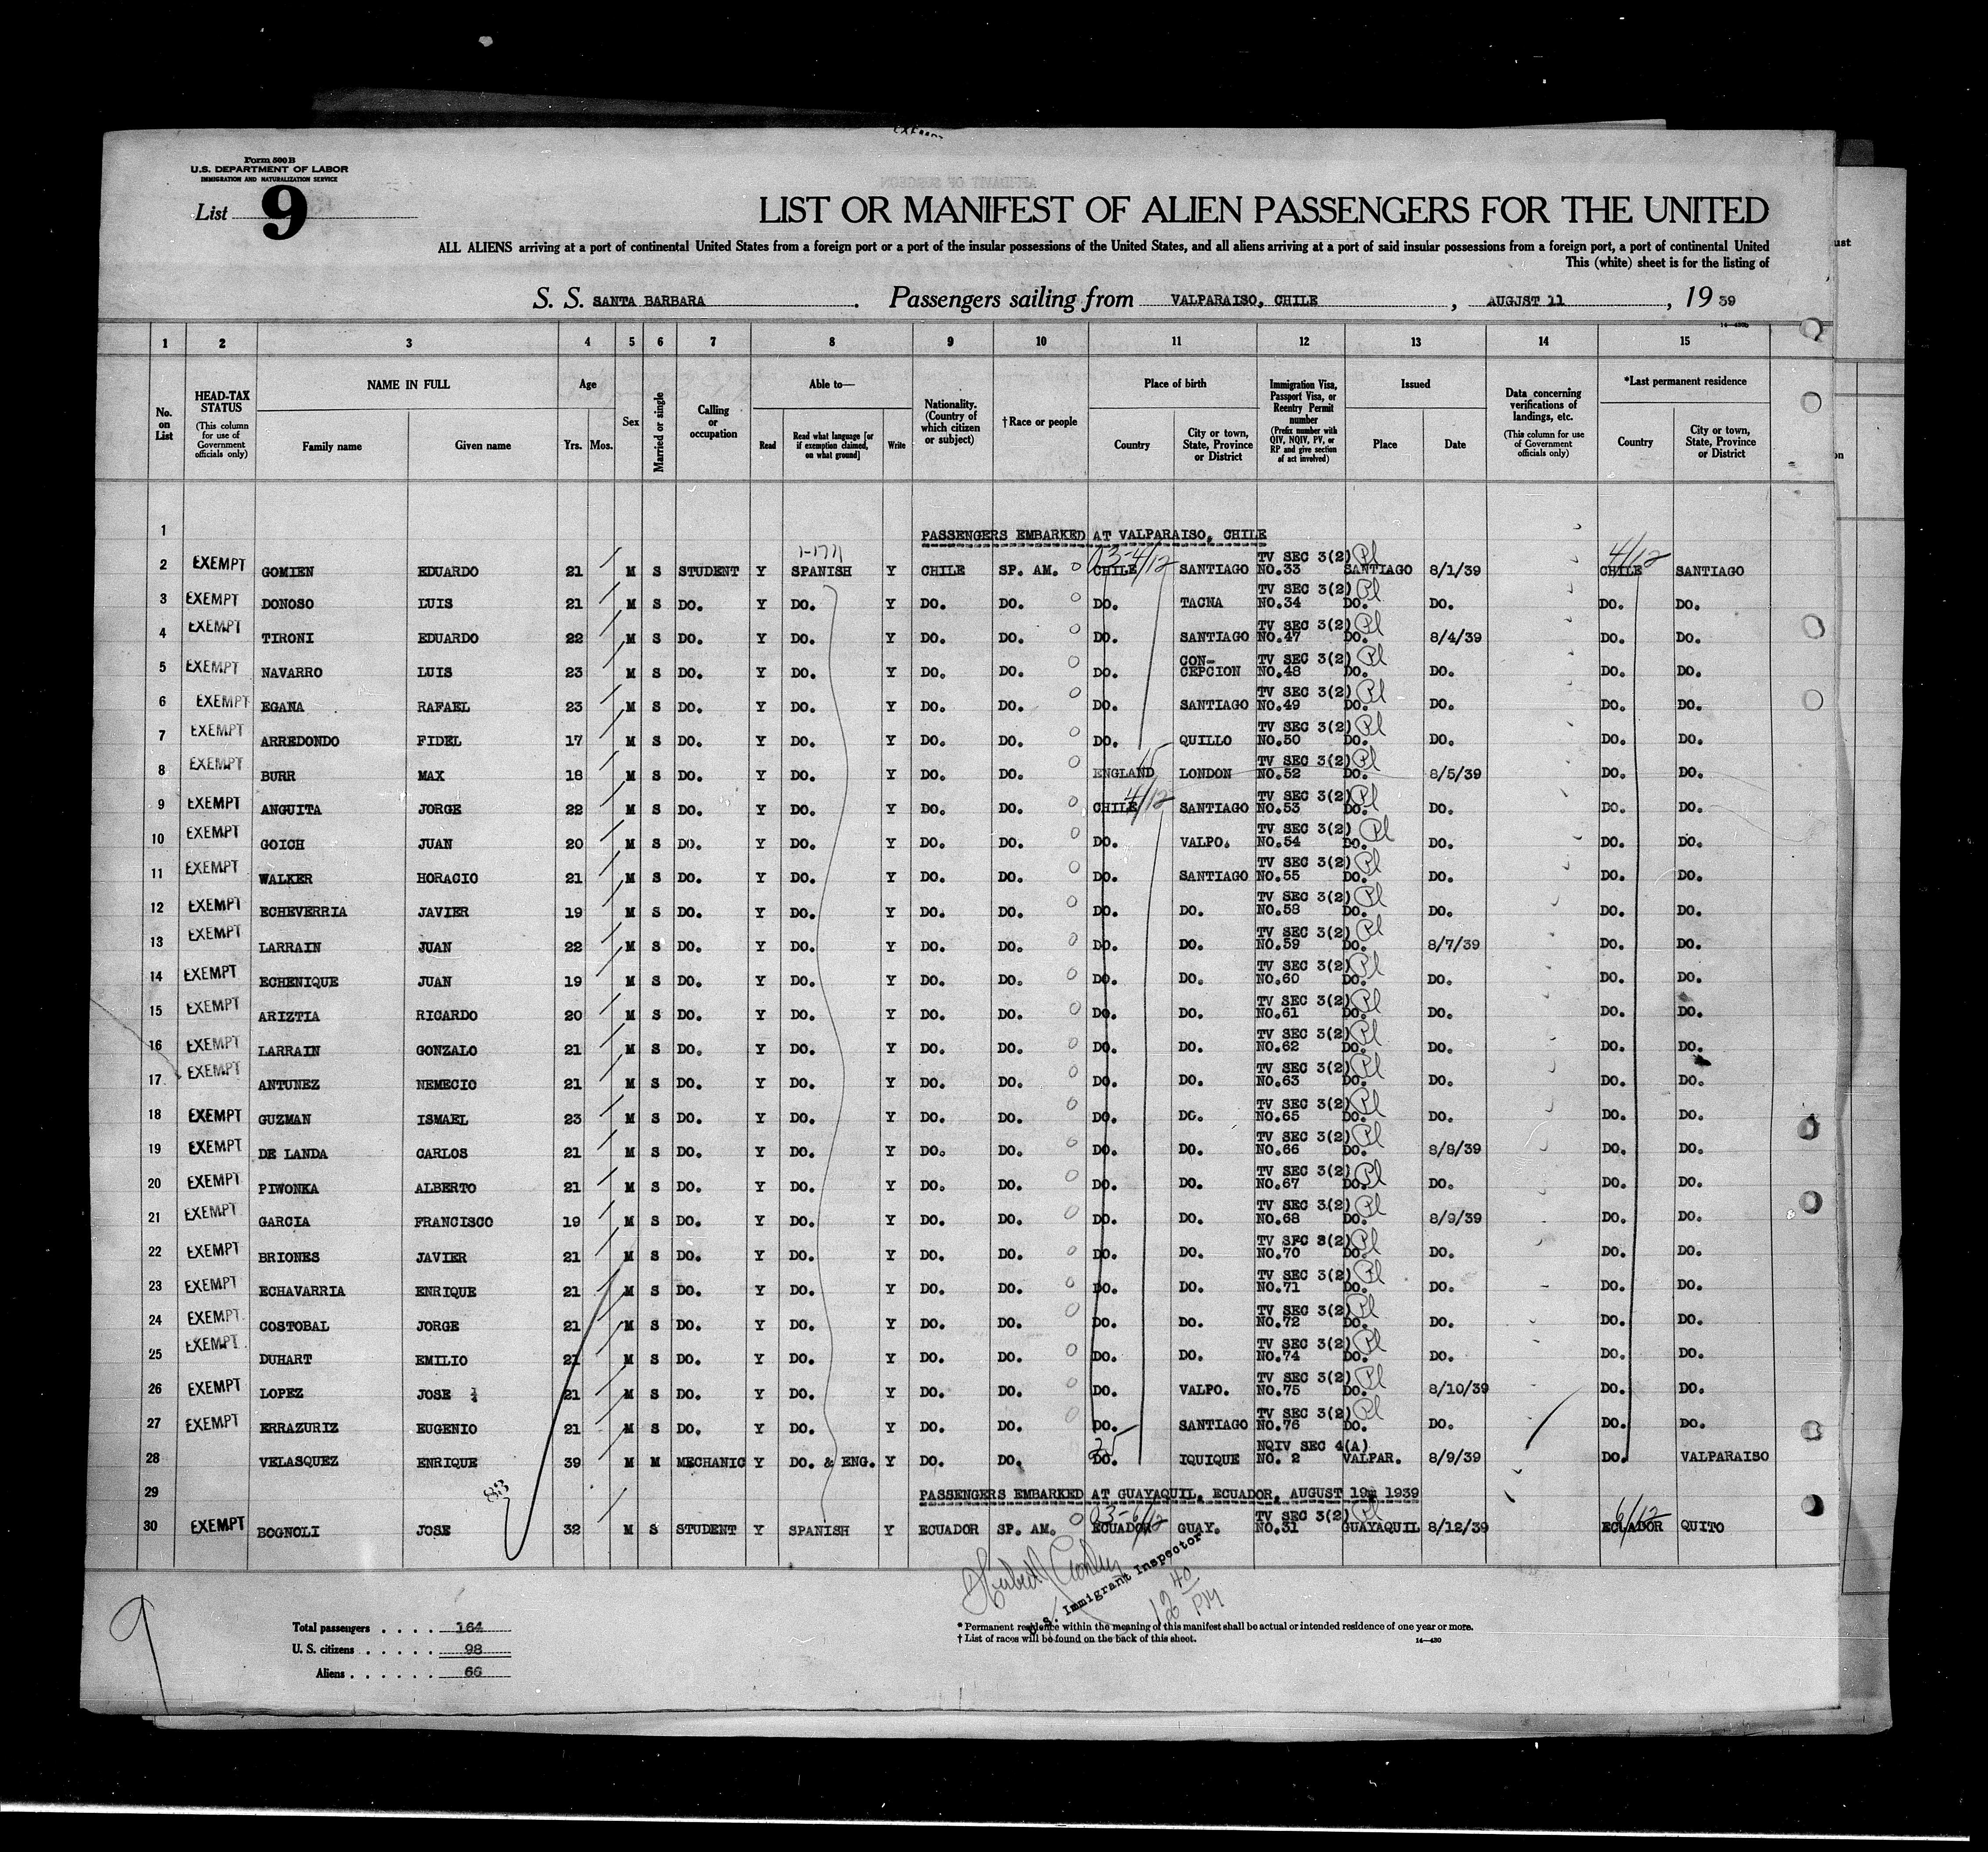 Form 500 B
U.S. DEPARTMENT OF LABOR
IMMIGRATION AND NATURALIZATION SERVICE
List 9
LIST OR MANIFEST OF ALIEN PASSENGERS FOR THE UNITED
ALL ALIENS arriving at a port of continental United States from a foreign port or a port of the insular possessions of the United States, and all aliens arriving at a port of said insular possessions from a foreign port, a port of continental United
This (white) sheet is for the listing of
S. S. SANTA BARBARA. Passengers sailing from VALPARAISO, CHILE, AUGUST 11, 19 39
1 2 3 4 5 6 7 8 9 10 11 12 13 14 15
No. on List
HEAD-TAX STATUS (This column for use of Government officials only)
NAME IN FULL Family name Given name
Age Yrs. Mos.
Sex
Married or single
Calling or occupation
Able to— Read Read what language [or if exemption claimed, on what ground] Write
Nationality. (Country of which citizen or subject)
† Race or people
Place of birth Country City or town, State, Province or District
Immigration Visa, Passport Visa, or Reentry Permit number (Prefix number with QIV, NQIV, PV, or RP and give section of act involved)
Issued Place Date
Data concerning verifications of landings, etc. (This column for use of Government officials only)
*Last permanent residence Country City or town, State, Province or District
1 PASSENGERS EMBARKED AT VALPARAISO, CHILE
2 EXEMPT GOMIEN EDUARDO 21 M S STUDENT Y SPANISH Y CHILE SP. AM. CHILE SANTIAGO TV SEC 3(2) NO.33 SANTIAGO 8/1/39 CHILE SANTIAGO
3 EXEMPT DONOSO LUIS 21 M S DO. Y DO. Y DO. DO. DO. TACNA TV SEC 3(2) NO.34 DO. DO. DO. DO.
4 EXEMPT TIRONI EDUARDO 22 M S DO. Y DO. Y DO. DO. DO. SANTIAGO TV SEC 3(2) NO.47 DO. 8/4/39 DO. DO.
5 EXEMPT NAVARRO LUIS 23 M S DO. Y DO. Y DO. DO. DO. CON-CEPCION TV SEC 3(2) NO.48 DO. DO. DO. DO.
6 EXEMPT EGANA RAFAEL 23 M S DO. Y DO. Y DO. DO. DO. SANTIAGO TV SEC 3(2) NO.49 DO. DO. DO. DO.
7 EXEMPT ARREDONDO FIDEL 17 M S DO. Y DO. Y DO. DO. DO. QUILLO TV SEC 3(2) NO.50 DO. DO. DO. DO.
8 EXEMPT BURR MAX 18 M S DO. Y DO. Y DO. DO. ENGLAND LONDON TV SEC 3(2) NO.52 DO. 8/5/39 DO. DO.
9 EXEMPT ANGUITA JORGE 22 M S DO. Y DO. Y DO. DO. CHILE SANTIAGO TV SEC 3(2) NO.53 DO. DO. DO. DO.
10 EXEMPT GOICH JUAN 20 M S DO. Y DO. Y DO. DO. DO. VALPO. TV SEC 3(2) NO.54 DO. DO. DO. DO.
11 EXEMPT WALKER HORACIO 21 M S DO. Y DO. Y DO. DO. DO. SANTIAGO TV SEC 3(2) NO.55 DO. DO. DO. DO.
12 EXEMPT ECHEVERRIA JAVIER 19 M S DO. Y DO. Y DO. DO. DO. DO. TV SEC 3(2) NO.58 DO. DO. DO. DO.
13 EXEMPT LARRAIN JUAN 22 M S DO. Y DO. Y DO. DO. DO. DO. TV SEC 3(2) NO.59 DO. 8/7/39 DO. DO.
14 EXEMPT ECHENIQUE JUAN 19 M S DO. Y DO. Y DO. DO. DO. DO. TV SEC 3(2) NO.60 DO. DO. DO. DO.
15 EXEMPT ARIZTIA RICARDO 20 M S DO. Y DO. Y DO. DO. DO. DO. TV SEC 3(2) NO.61 DO. DO. DO. DO.
16 EXEMPT LARRAIN GONZALO 21 M S DO. Y DO. Y DO. DO. DO. DO. TV SEC 3(2) NO.62 DO. DO. DO. DO.
17 EXEMPT ANTUNEZ NEMECIO 21 M S DO. Y DO. Y DO. DO. DO. DO. TV SEC 3(2) NO.63 DO. DO. DO. DO.
18 EXEMPT GUZMAN ISMAEL 23 M S DO. Y DO. Y DO. DO. DO. DO. TV SEC 3(2) NO.65 DO. DO. DO. DO.
19 EXEMPT DE LANDA CARLOS 21 M S DO. Y DO. Y DO. DO. DO. DO. TV SEC 3(2) NO.66 DO. 8/8/39 DO. DO.
20 EXEMPT PIWONKA ALBERTO 21 M S DO. Y DO. Y DO. DO. DO. DO. TV SEC 3(2) NO.67 DO. DO. DO. DO.
21 EXEMPT GARCIA FRANCISCO 19 M S DO. Y DO. Y DO. DO. DO. DO. TV SEC 3(2) NO.68 DO. 8/9/39 DO. DO.
22 EXEMPT BRIONES JAVIER 21 M S DO. Y DO. Y DO. DO. DO. DO. TV SEC 3(2) NO.70 DO. DO. DO. DO.
23 EXEMPT ECHAVARRIA ENRIQUE 21 M S DO. Y DO. Y DO. DO. DO. DO. TV SEC 3(2) NO.71 DO. DO. DO. DO.
24 EXEMPT COSTOBAL JORGE 21 M S DO. Y DO. Y DO. DO. DO. DO. TV SEC 3(2) NO.72 DO. DO. DO. DO.
25 EXEMPT DUHART EMILIO 21 M S DO. Y DO. Y DO. DO. DO. DO. TV SEC 3(2) NO.74 DO. DO. DO. DO.
26 EXEMPT LOPEZ JOSE 21 M S DO. Y DO. Y DO. DO. DO. VALPO. TV SEC 3(2) NO.75 DO. 8/10/39 DO. DO.
27 EXEMPT ERRAZURIZ EUGENIO 21 M S DO. Y DO. Y DO. DO. DO. SANTIAGO TV SEC 3(2) NO.76 DO. DO. DO. DO.
28 VELASQUEZ ENRIQUE 39 M M MECHANIC Y DO. & ENG. Y DO. DO. DO. IQUIQUE NQIV SEC 4(A) NO. 2 VALPAR. 8/9/39 DO. VALPARAISO
29 PASSENGERS EMBARKED AT GUAYAQUIL, ECUADOR, AUGUST 19, 1939
30 EXEMPT BOGNOLI JOSE 32 M S STUDENT Y SPANISH Y ECUADOR SP. AM. ECUADOR GUAY. TV SEC 3(2) NO.31 GUAYAQUIL 8/12/39 ECUADOR QUITO
U.S. Immigrant Inspector
12 40 PM
9
Total passengers . . . . 164
U. S. citizens . . . . . . 98
Aliens . . . . . . 66
* Permanent residence within the meaning of this manifest shall be actual or intended residence of one year or more.
† List of races will be found on the back of this sheet.
14—430